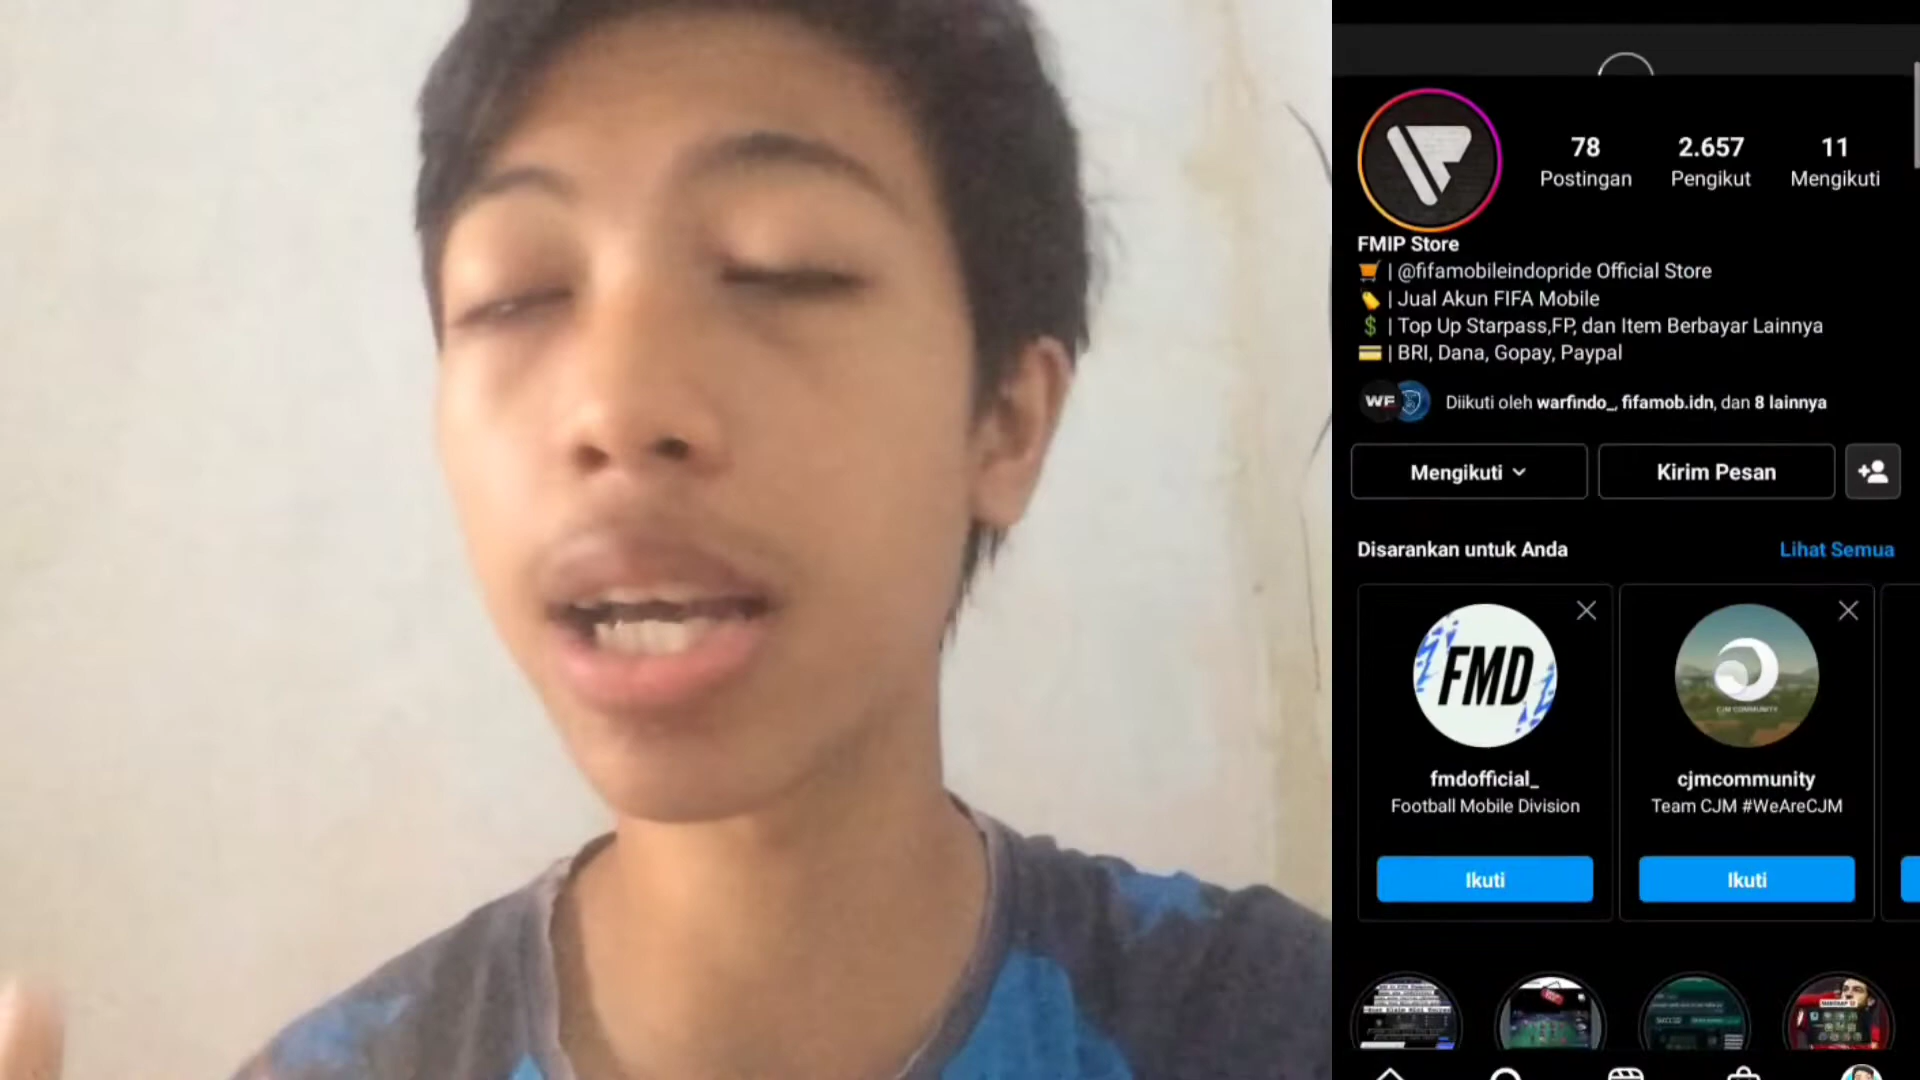 78
2.657
11
Postingan
Pengikut
Mengikuti
FMIP Store
| @fifamobileindopride Official Store
| Jual Akun FIFA Mobile
| Top Up Starpass,FP, dan Item Berbayar Lainnya
| BRI, Dana, Gopay, Paypal
WF
Diikuti oleh warfindo_, fifamob.idn, dan 8 lainnya
Mengikuti
Kirim Pesan
Disarankan untuk Anda
Lihat Semua
FMD
CJM COMMUNITY
fmdofficial_
cjmcommunity
Football Mobile Division
Team CJM #WeAreCJM
Ikuti
Ikuti